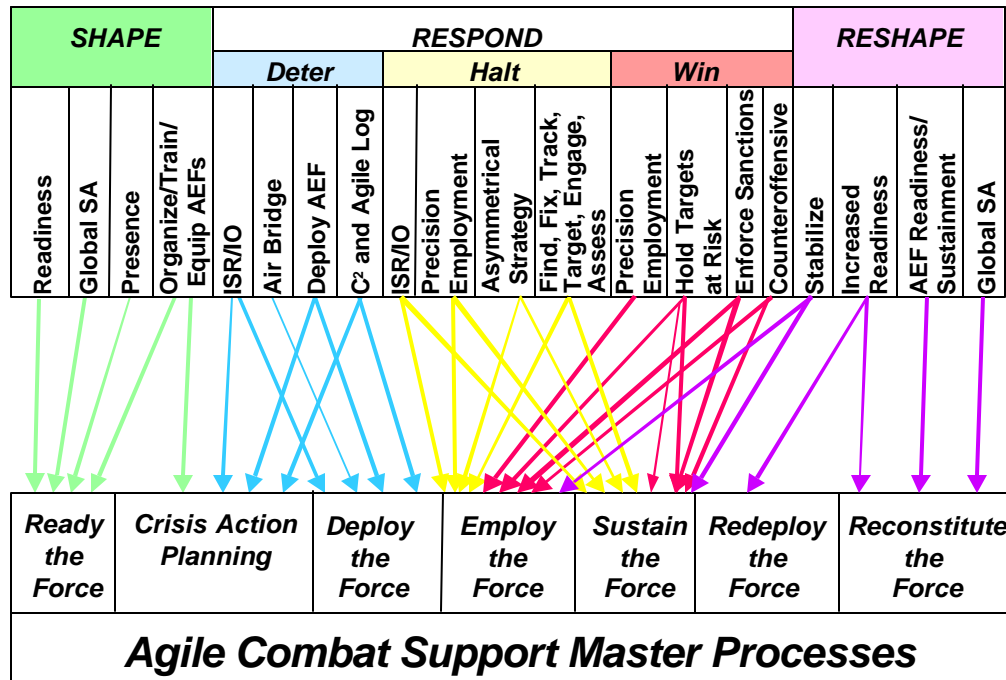 SHAPE
RESPOND
RESHAPE
Deter
Halt
Win
Readiness
Global SA
Presence
Organize/Train/
Equip AEFs
ISR/IO
Air Bridge
Deploy AEF
C² and Agile Log
ISR/IO
Precision
Employment
Asymmetrical
Strategy
Find, Fix, Track,
Target, Engage,
Assess
Precision
Employment
Hold Targets
at Risk
Enforce Sanctions
Counteroffensive
Stabilize
Increased
Readiness
AEF Readiness/
Sustainment
Global SA
Ready
the
Force
Crisis Action
Planning
Deploy
the
Force
Employ
the
Force
Sustain
the
Force
Redeploy
the
Force
Reconstitute
the
Force
Agile Combat Support Master Processes